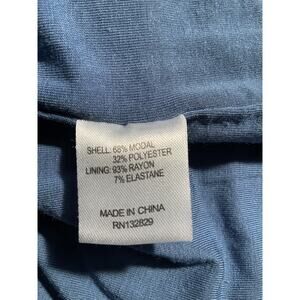 SHELL: 68% MODAL
32% POLYESTER
LINING: 93% RAYON
7% ELASTANE
MADE IN CHINA
RN132829